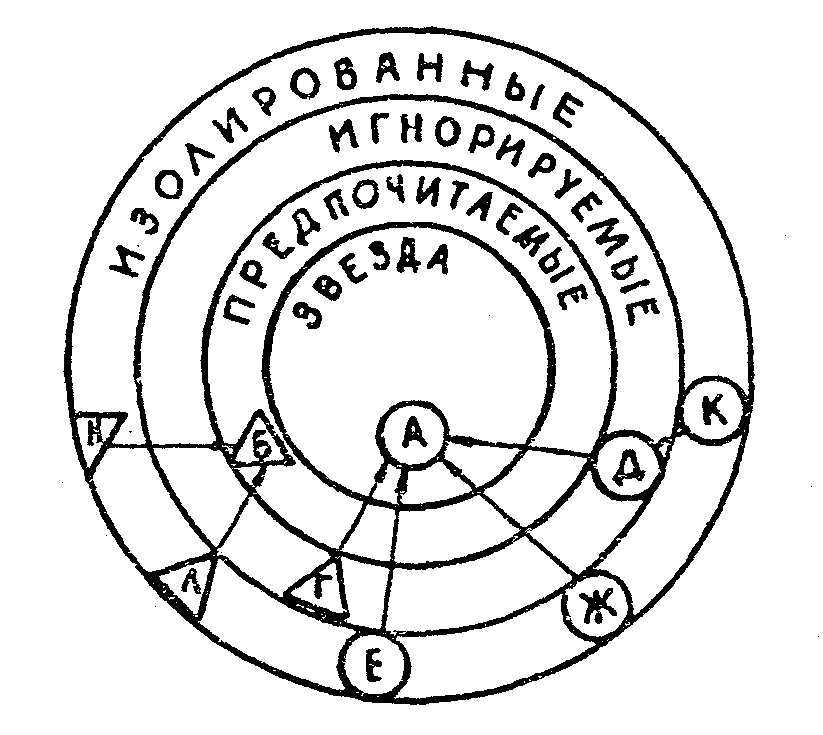 ИЗОЛИРОВАННЫЕ
ИГНОРИРУЕМЫЕ
ПРЕДПОЧИТАЕМЫЕ
ЗВЕЗДА
К
Н
Б
А
Д
Л
Г
Ж
Е